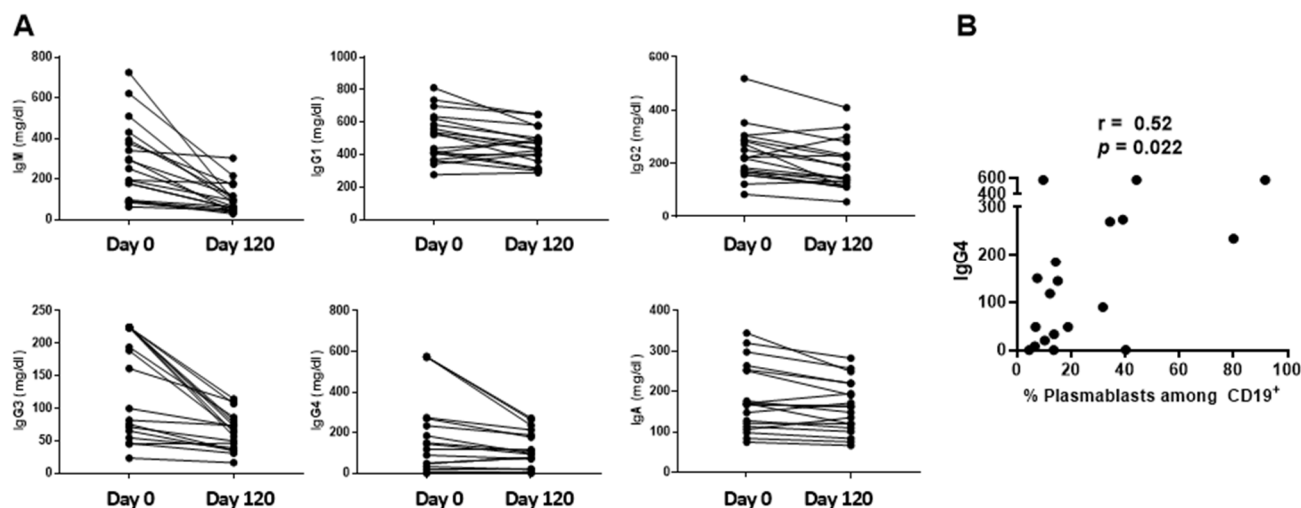 A
B
800
600
400
200
0
IgM (mg/dl)
Day 0 Day 120
1000
800
600
400
200
0
IgG1 (mg/dl)
Day 0 Day 120
600
400
200
0
IgG2 (mg/dl)
Day 0 Day 120
250
200
150
100
50
0
IgG3 (mg/dl)
Day 0 Day 120
800
600
400
200
0
IgG4 (mg/dl)
Day 0 Day 120
400
300
200
100
0
IgA (mg/dl)
Day 0 Day 120
r = 0.52
p = 0.022
600
400
300
200
100
0
IgG4
0 20 40 60 80 100
% Plasmablasts among CD19+